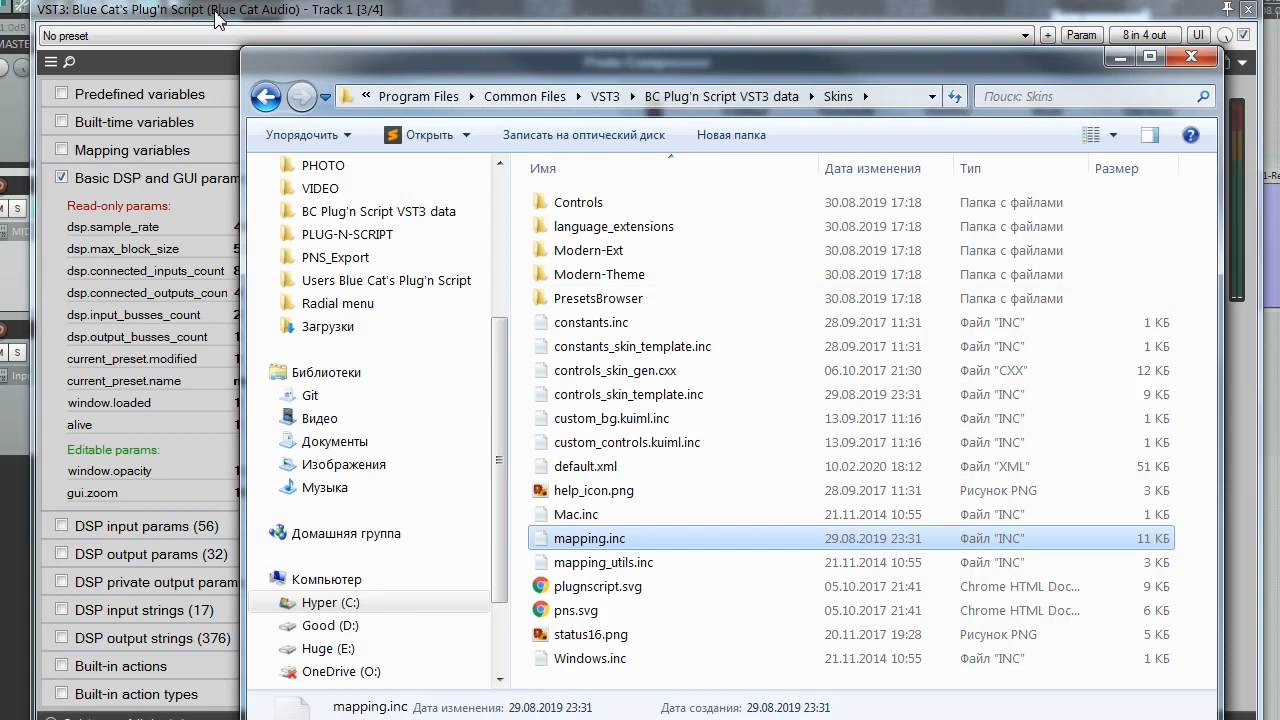 VST3: Blue Cat's Plug'n Script (Blue Cat Audio) - Track 1 [3/4]
No preset
+
Param
8 in 4 out
UI
MASTER
Predefined variables
Built-time variables
Mapping variables
Basic DSP and GUI param
Read-only params:
dsp.sample_rate
dsp.max_block_size
dsp.connected_inputs_count
dsp.connected_outputs_coun
dsp.input_busses_count
dsp.output_busses_count
current_preset.modified
current_preset.name
window.loaded
alive
Editable params:
window.opacity
gui.zoom
DSP input params (56)
DSP output params (32)
DSP private output param
DSP input strings (17)
DSP output strings (376)
Built-in actions
Built-in action types
« Program Files
Common Files
VST3
BC Plug'n Script VST3 data
Skins
Поиск: Skins
Упорядочить
Открыть
Записать на оптический диск
Новая папка
PHOTO
VIDEO
BC Plug'n Script VST3 data
PLUG-N-SCRIPT
PNS_Export
Users Blue Cat's Plug'n Script
Radial menu
Загрузки
Библиотеки
Git
Видео
Документы
Изображения
Музыка
Домашняя группа
Компьютер
Hyper (C:)
Good (D:)
Huge (E:)
OneDrive (O:)
Имя Дата изменения Тип Размер
Controls 30.08.2019 17:18 Папка с файлами
language_extensions 30.08.2019 17:18 Папка с файлами
Modern-Ext 30.08.2019 17:18 Папка с файлами
Modern-Theme 30.08.2019 17:18 Папка с файлами
PresetsBrowser 30.08.2019 17:18 Папка с файлами
constants.inc 28.09.2017 11:31 Файл "INC" 1 КБ
constants_skin_template.inc 28.09.2017 11:31 Файл "INC" 1 КБ
controls_skin_gen.cxx 06.10.2017 21:30 Файл "CXX" 12 КБ
controls_skin_template.inc 29.08.2019 23:31 Файл "INC" 9 КБ
custom_bg.kuiml.inc 13.09.2017 11:16 Файл "INC" 1 КБ
custom_controls.kuiml.inc 13.09.2017 11:16 Файл "INC" 1 КБ
default.xml 10.02.2020 18:12 Файл "XML" 51 КБ
help_icon.png 28.09.2017 11:31 Рисунок PNG 3 КБ
Mac.inc 21.11.2014 10:55 Файл "INC" 1 КБ
mapping.inc 29.08.2019 23:31 Файл "INC" 11 КБ
mapping_utils.inc 21.11.2014 10:55 Файл "INC" 3 КБ
plugnscript.svg 05.10.2017 21:41 Chrome HTML Doc... 9 КБ
pns.svg 05.10.2017 21:41 Chrome HTML Doc... 6 КБ
status16.png 20.11.2017 19:28 Рисунок PNG 5 КБ
Windows.inc 21.11.2014 10:55 Файл "INC" 1 КБ
mapping.inc Дата изменения: 29.08.2019 23:31 Дата создания: 29.08.2019 23:31